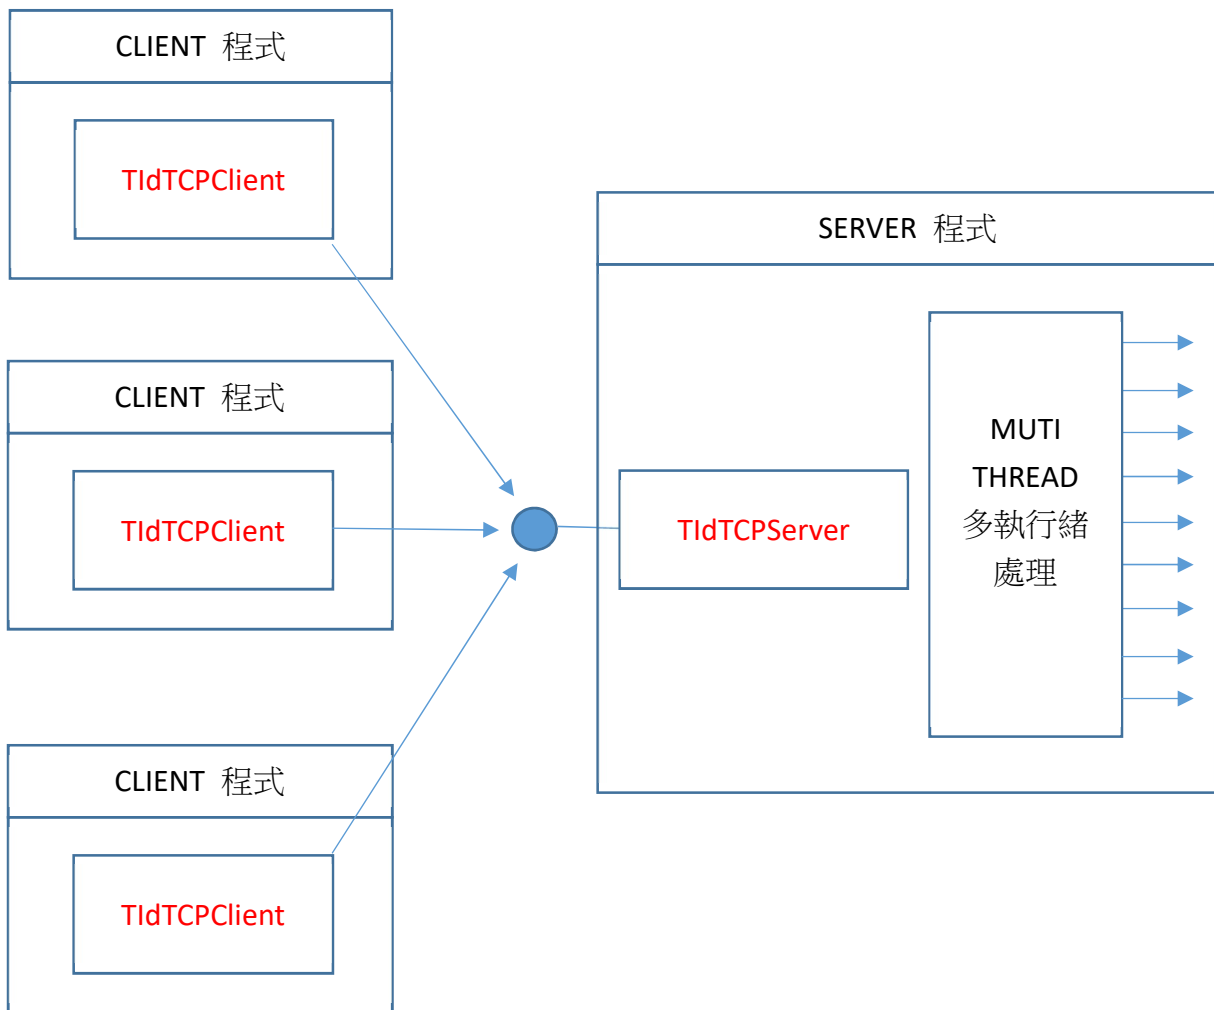 CLIENT 程式
TIdTCPClient
CLIENT 程式
TIdTCPClient
CLIENT 程式
TIdTCPClient
SERVER 程式
TIdTCPServer
MUTI
THREAD
多執行緒
處理